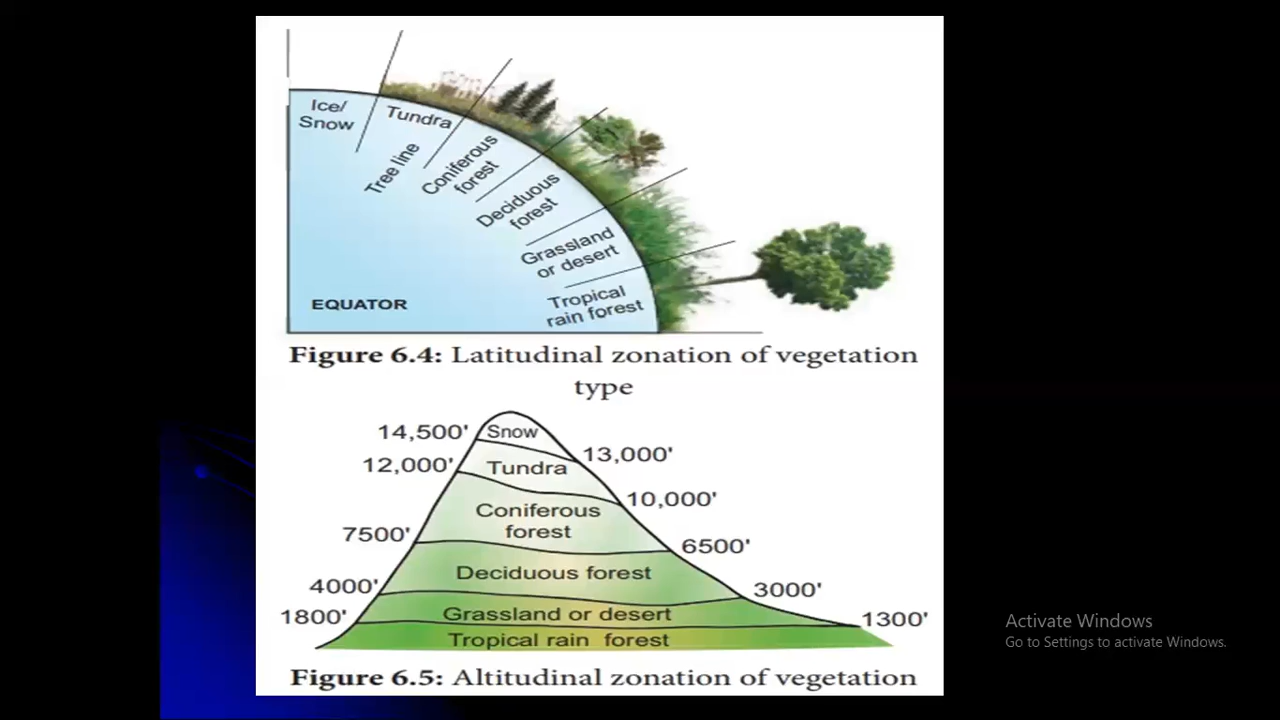 Ice/
Snow
Tundra
Tree line
Coniferous
forest
Deciduous
forest
Grassland
or desert
Tropical
rain forest
EQUATOR
Figure 6.4: Latitudinal zonation of vegetation
type
14,500' Snow
13,000'
12,000' Tundra
10,000'
Coniferous
forest
7500' 6500'
Deciduous forest
4000' 3000'
Grassland or desert
1800' 1300'
Tropical rain forest
Figure 6.5: Altitudinal zonation of vegetation
Activate Windows
Go to Settings to activate Windows.